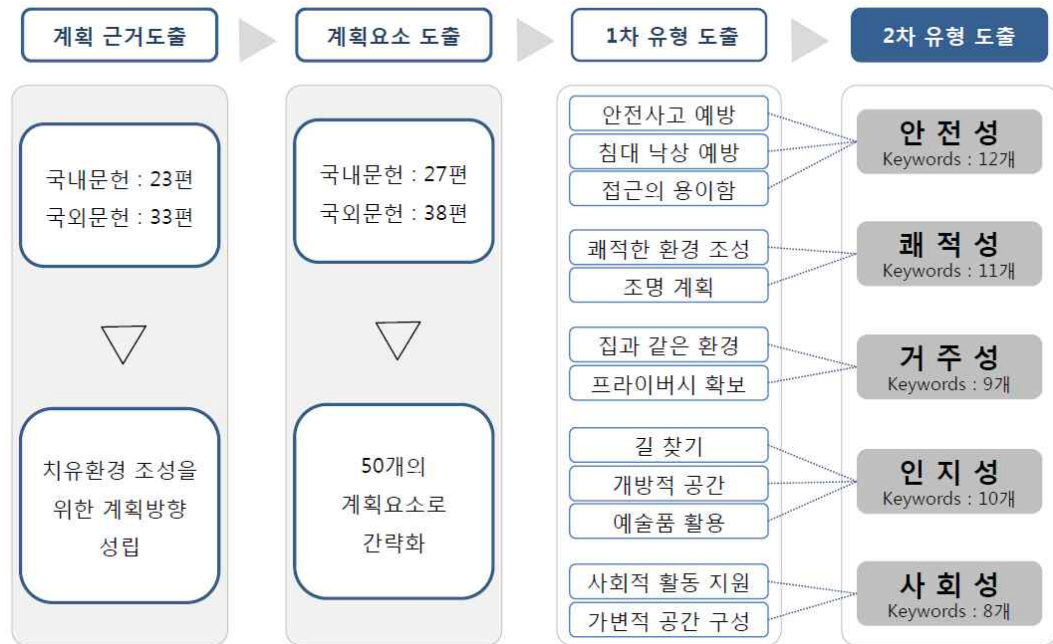 계획 근거도출
계획요소 도출
1차 유형 도출
2차 유형 도출
국내문헌 : 23편
국외문헌 : 33편
치유환경 조성을
위한 계획방향
성립
국내문헌 : 27편
국외문헌 : 38편
50개의
계획요소로
간략화
안전사고 예방
침대 낙상 예방
접근의 용이함
쾌적한 환경 조성
조명 계획
집과 같은 환경
프라이버시 확보
길 찾기
개방적 공간
예술품 활용
사회적 활동 지원
가변적 공간 구성
안 전 성
Keywords : 12개
쾌 적 성
Keywords : 11개
거 주 성
Keywords : 9개
인 지 성
Keywords : 10개
사 회 성
Keywords : 8개